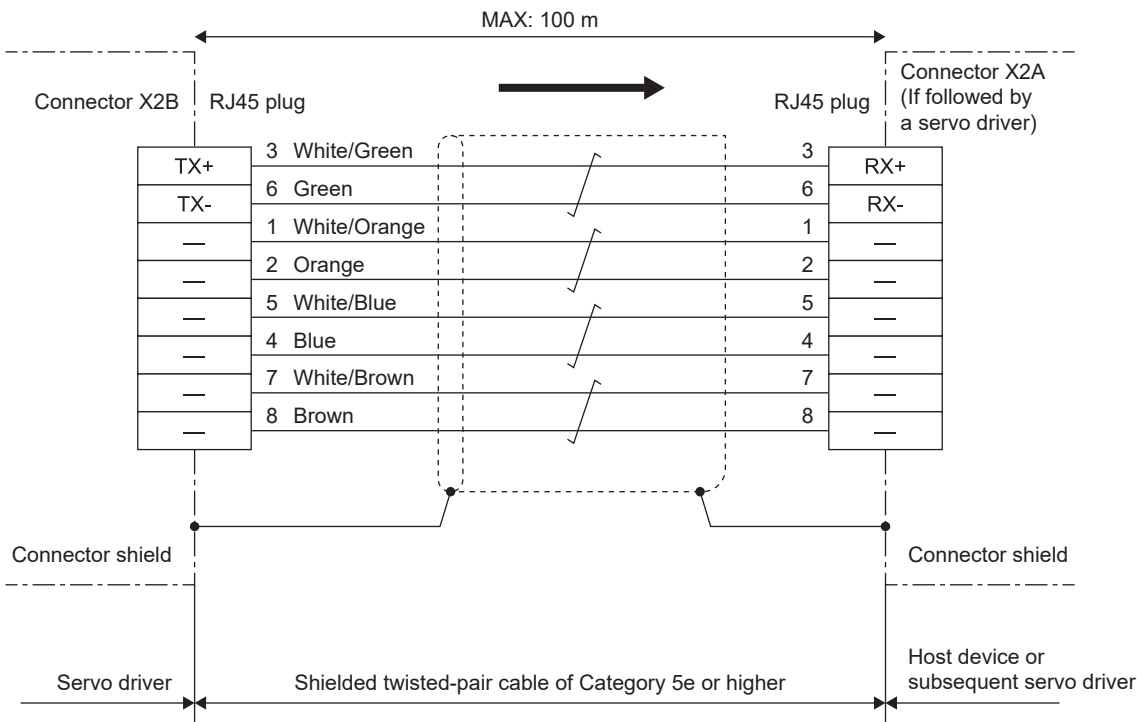 MAX: 100 m
Connector X2B
RJ45 plug
RJ45 plug
Connector X2A
(If followed by
a servo driver)
TX+ 3 White/Green 3 RX+
TX- 6 Green 6 RX-
— 1 White/Orange 1 —
— 2 Orange 2 —
— 5 White/Blue 5 —
— 4 Blue 4 —
— 7 White/Brown 7 —
— 8 Brown 8 —
Connector shield
Connector shield
Servo driver
Shielded twisted-pair cable of Category 5e or higher
Host device or
subsequent servo driver